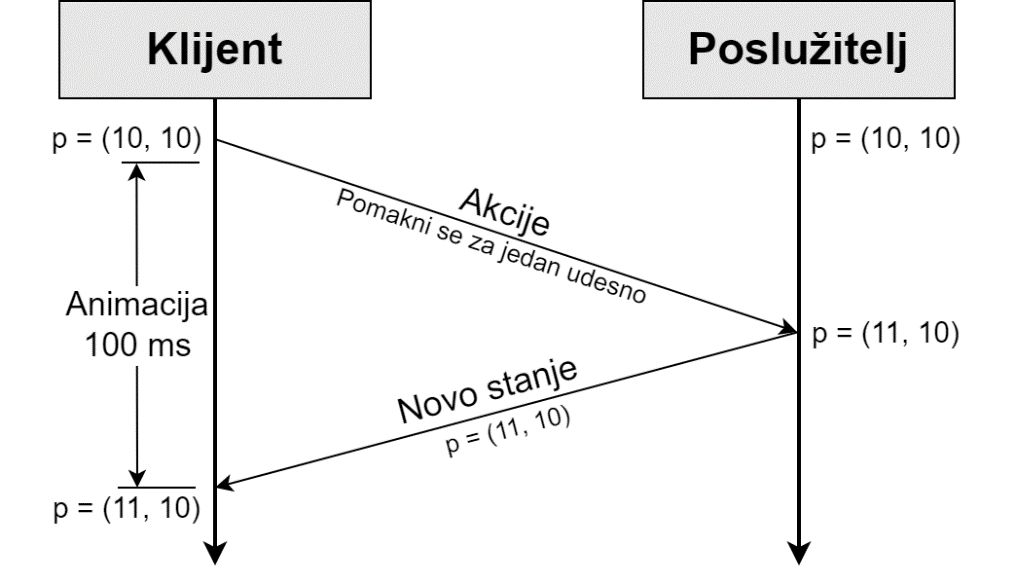 Klijent
Poslužitelj
p = (10, 10)
p = (10, 10)
Akcije
Pomakni se za jedan udesno
Animacija
100 ms
p = (11, 10)
Novo stanje
p = (11, 10)
p = (11, 10)